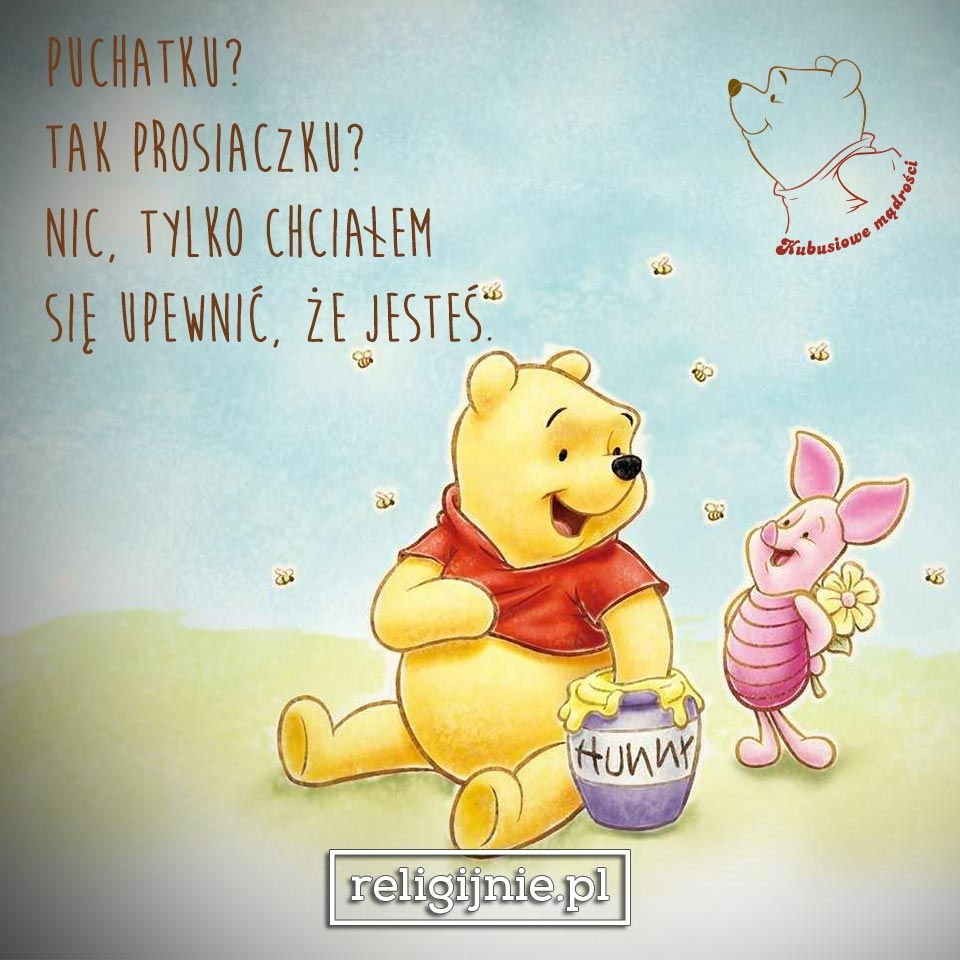 PUCHATKU?
TAK PROSIACZKU?
NIC, TYLKO CHCIAŁEM
SIĘ UPEWNIĆ, ŻE JESTEŚ.
Kubusiowe mądrości
HUNNY
religijnie.pl